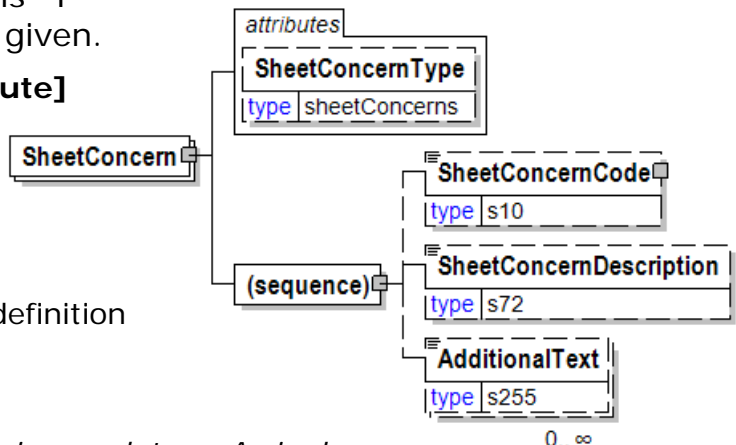 given.
ute]
attributes
SheetConcernType
type sheetConcerns
SheetConcern
SheetConcernCode
type s10
(sequence)
SheetConcernDescription
type s72
definition
AdditionalText
type s255
0..∞